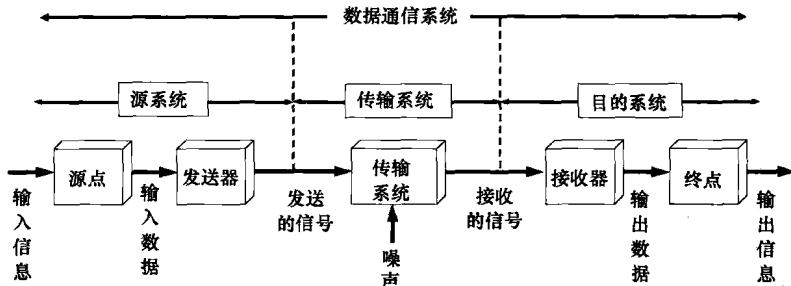 数据通信系统
源系统
传输系统
目的系统
源点
发送器
传输
系统
接收器
终点
输入信息
输入数据
发送
的信号
接收
的信号
输出数据
输出信息
噪声